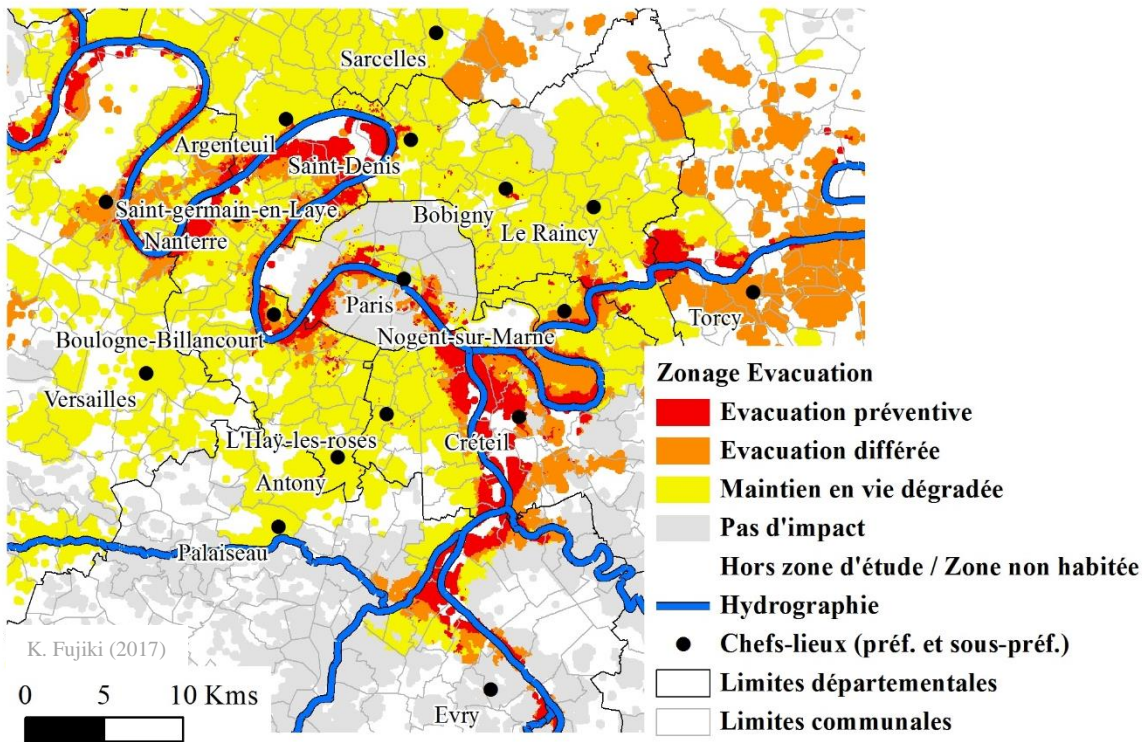 Sarcelles
Argenteuil
Saint-Denis
Saint-germain-en-Laye
Bobigny
Nanterre
Le Raincy
Paris
Torcy
Boulogne-Billancourt
Nogent-sur-Marne
Versailles
L'Haÿ-les-roses
Créteil
Antony
Palaiseau
Evry
K. Fujiki (2017)
0 5 10 Kms
Zonage Evacuation
Evacuation préventive
Evacuation différée
Maintien en vie dégradée
Pas d'impact
Hors zone d'étude / Zone non habitée
Hydrographie
Chefs-lieux (préf. et sous-préf.)
Limites départementales
Limites communales